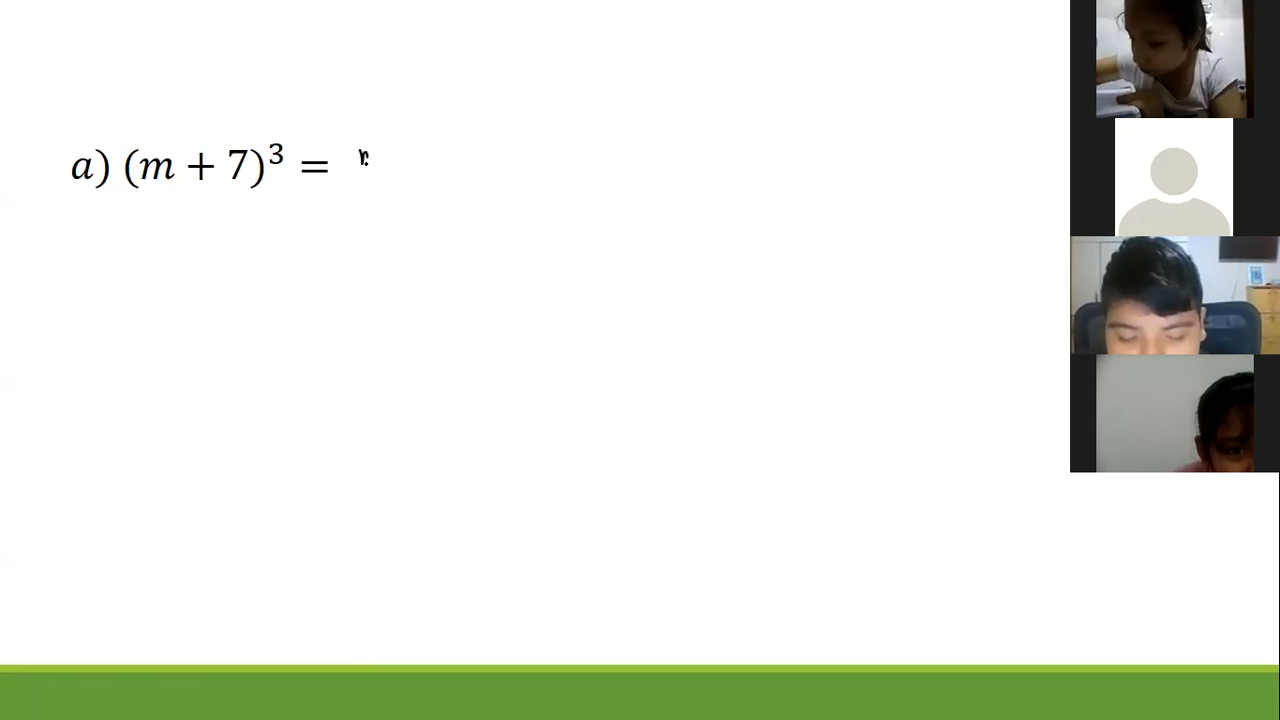 a) (m + 7)³ =